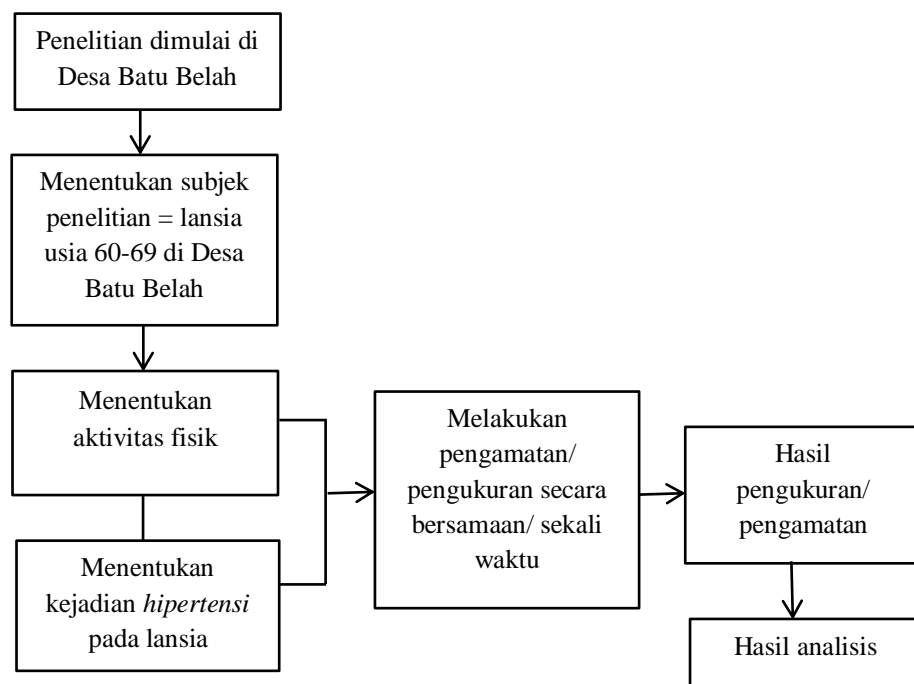 Penelitian dimulai di
Desa Batu Belah
Menentukan subjek
penelitian = lansia
usia 60-69 di Desa
Batu Belah
Menentukan
aktivitas fisik
Menentukan
kejadian hipertensi
pada lansia
Melakukan
pengamatan/
pengukuran secara
bersamaan/ sekali
waktu
Hasil
pengukuran/
pengamatan
Hasil analisis